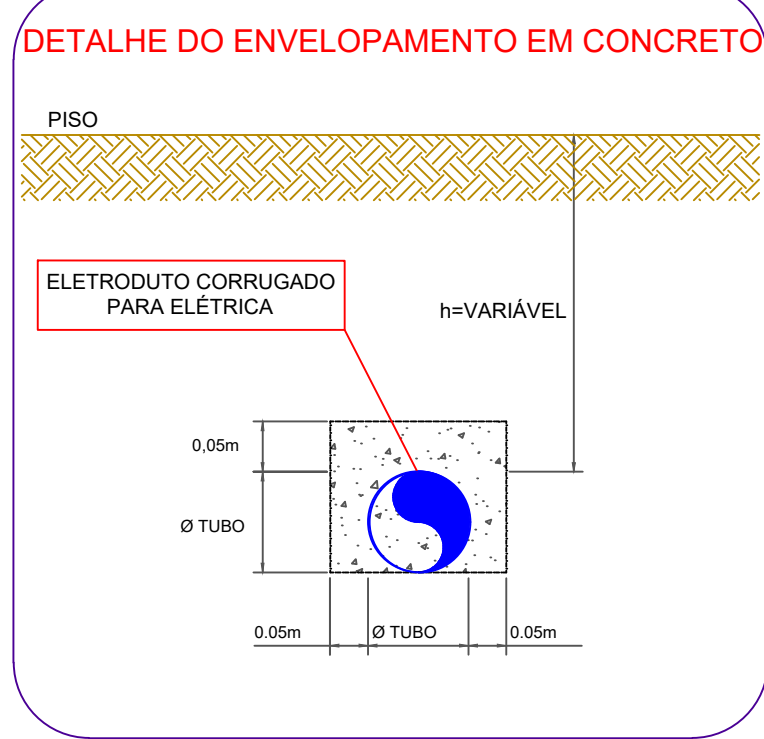 DETALHE DO ENVELOPAMENTO EM CONCRETO
PISO
ELETRODUTO CORRUGADO
PARA ELÉTRICA
h=VARIÁVEL
0,05m
Ø TUBO
0.05m
Ø TUBO
0.05m